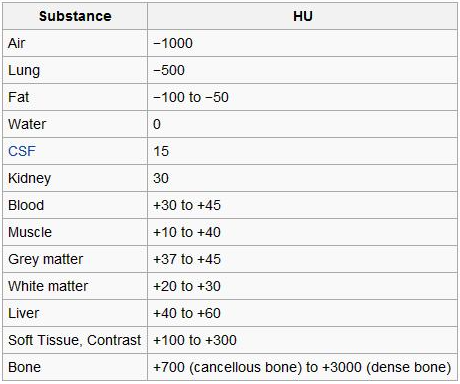 Substance HU
Air −1000
Lung −500
Fat −100 to −50
Water 0
CSF 15
Kidney 30
Blood +30 to +45
Muscle +10 to +40
Grey matter +37 to +45
White matter +20 to +30
Liver +40 to +60
Soft Tissue, Contrast +100 to +300
Bone +700 (cancellous bone) to +3000 (dense bone)